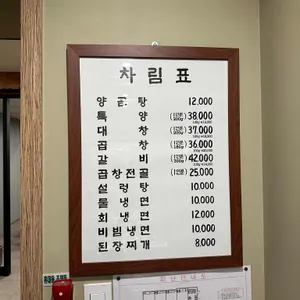 차림표
양곰탕 12,000
특양 38,000
대창 37,000
곱창 36,000
갈비 42,000
곱창전골 (1인분) 25,000
설렁탕 10,000
물냉면 10,000
회냉면 12,000
비빔냉면 10,000
된장찌개 8,000